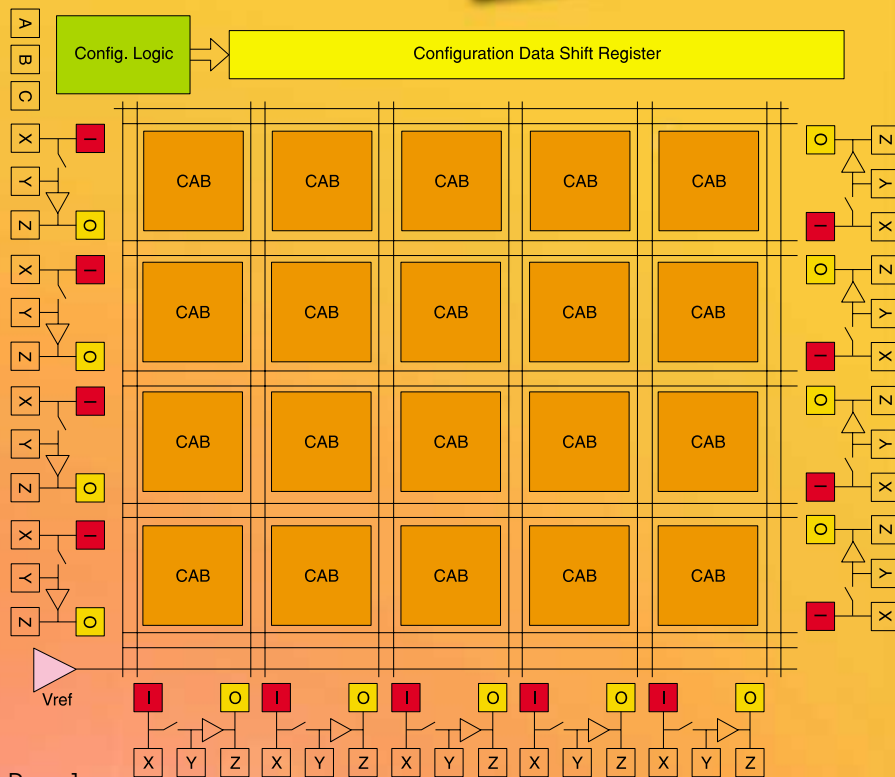 A
B
C
Config. Logic
Configuration Data Shift Register
X I
Y
Z O
O Z
Y
I X
CAB CAB CAB CAB CAB
X I
Y
Z O
O Z
Y
I X
CAB CAB CAB CAB CAB
X I
Y
Z O
O Z
Y
I X
CAB CAB CAB CAB CAB
X I
Y
Z O
O Z
Y
I X
CAB CAB CAB CAB CAB
Vref
I O I O I O I O I O
X Y Z X Y Z X Y Z X Y Z X Y Z